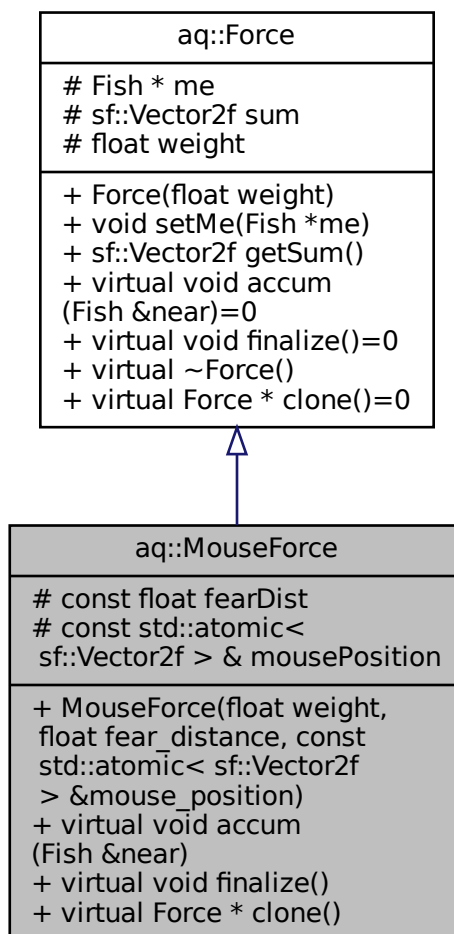 aq::Force
# Fish * me
# sf::Vector2f sum
# float weight
+ Force(float weight)
+ void setMe(Fish *me)
+ sf::Vector2f getSum()
+ virtual void accum
(Fish &near)=0
+ virtual void finalize()=0
+ virtual ~Force()
+ virtual Force * clone()=0
aq::MouseForce
# const float fearDist
# const std::atomic<
sf::Vector2f > & mousePosition
+ MouseForce(float weight,
float fear_distance, const
std::atomic< sf::Vector2f
> &mouse_position)
+ virtual void accum
(Fish &near)
+ virtual void finalize()
+ virtual Force * clone()